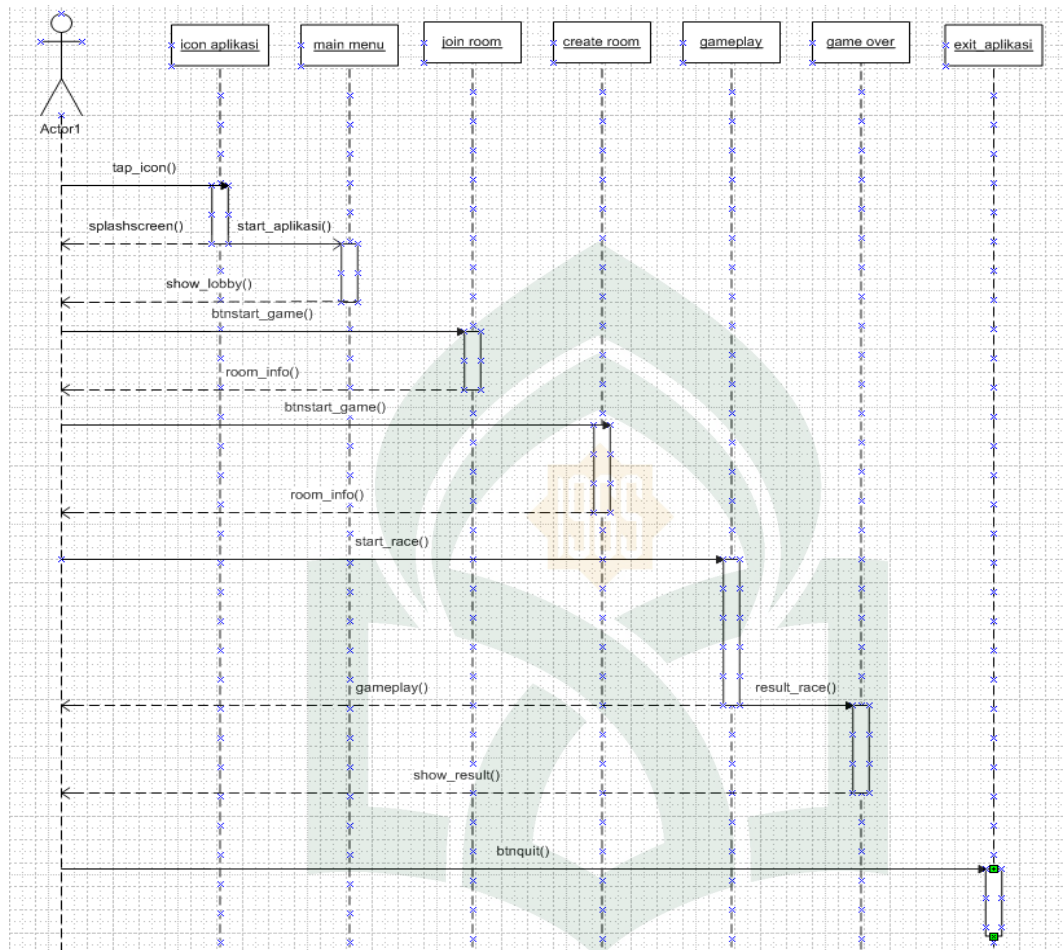 icon aplikasi
main menu
join room
create room
gameplay
game over
exit_aplikasi
Actor1
tap_icon()
splashscreen()
start_aplikasi()
show_lobby()
btnstart_game()
room_info()
btnstart_game()
room_info()
start_race()
gameplay()
result_race()
show_result()
btnquit()